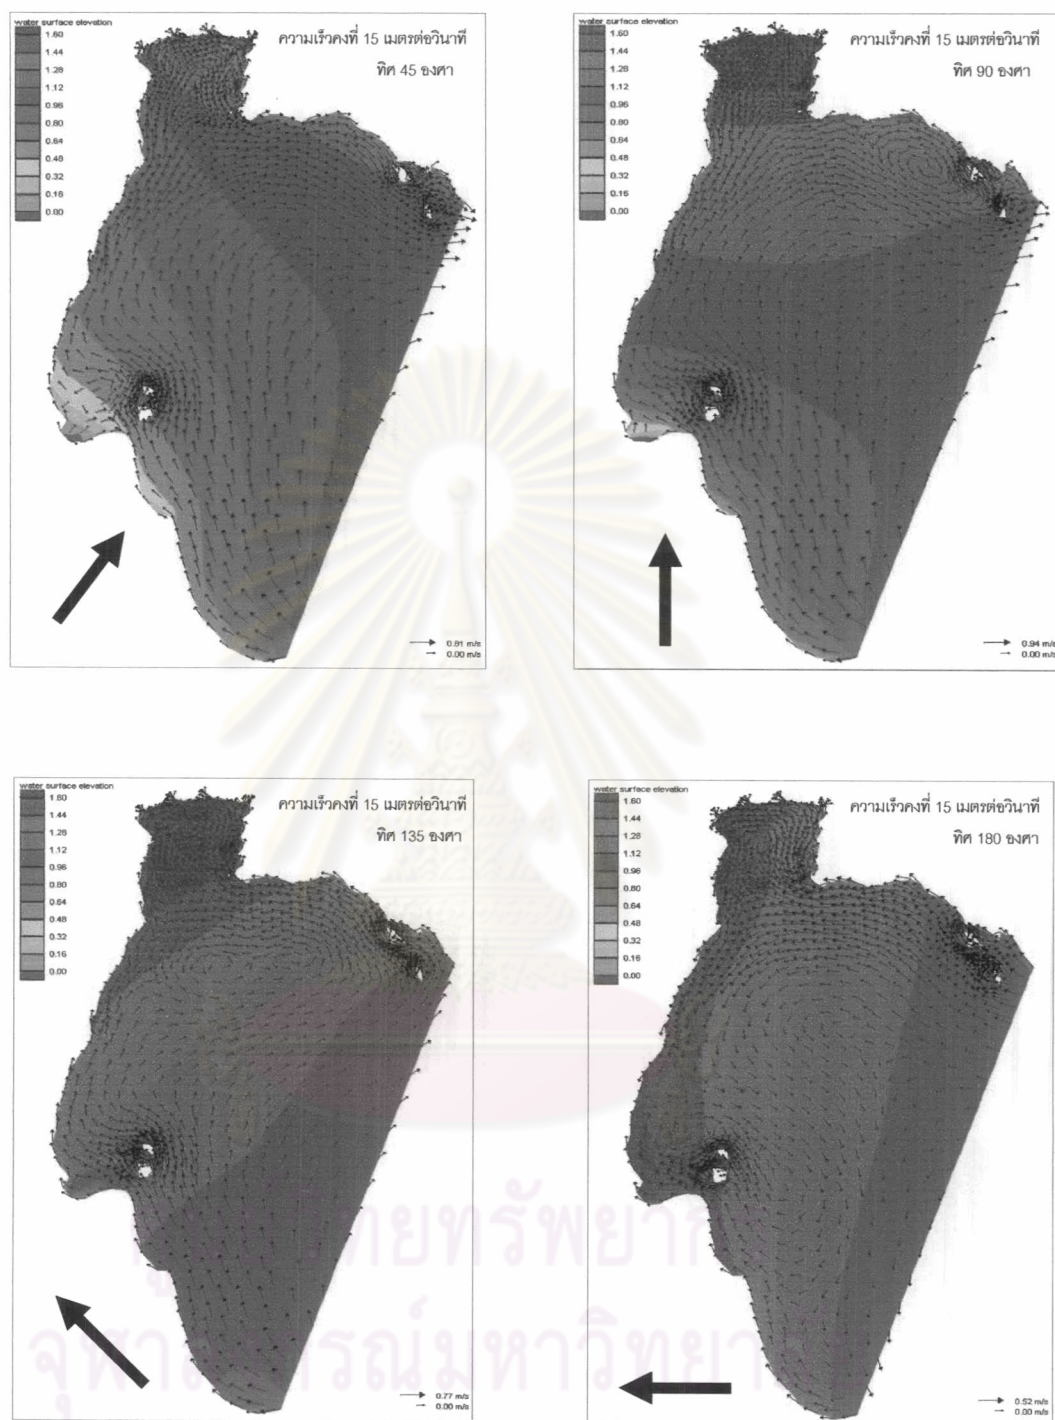 water surface elevation
1.60
1.44
1.28
1.12
0.96
0.80
0.64
0.48
0.32
0.16
0.00
ความเร็วคงที่ 15 เมตรต่อวินาที
ทิศ 45 องศา
0.81 m/s
0.00 m/s
water surface elevation
1.60
1.44
1.28
1.12
0.96
0.80
0.64
0.48
0.32
0.16
0.00
ความเร็วคงที่ 15 เมตรต่อวินาที
ทิศ 90 องศา
0.94 m/s
0.00 m/s
water surface elevation
1.60
1.44
1.28
1.12
0.96
0.80
0.64
0.48
0.32
0.16
0.00
ความเร็วคงที่ 15 เมตรต่อวินาที
ทิศ 135 องศา
0.77 m/s
0.00 m/s
water surface elevation
1.60
1.44
1.28
1.12
0.96
0.80
0.64
0.48
0.32
0.16
0.00
ความเร็วคงที่ 15 เมตรต่อวินาที
ทิศ 180 องศา
0.52 m/s
0.00 m/s